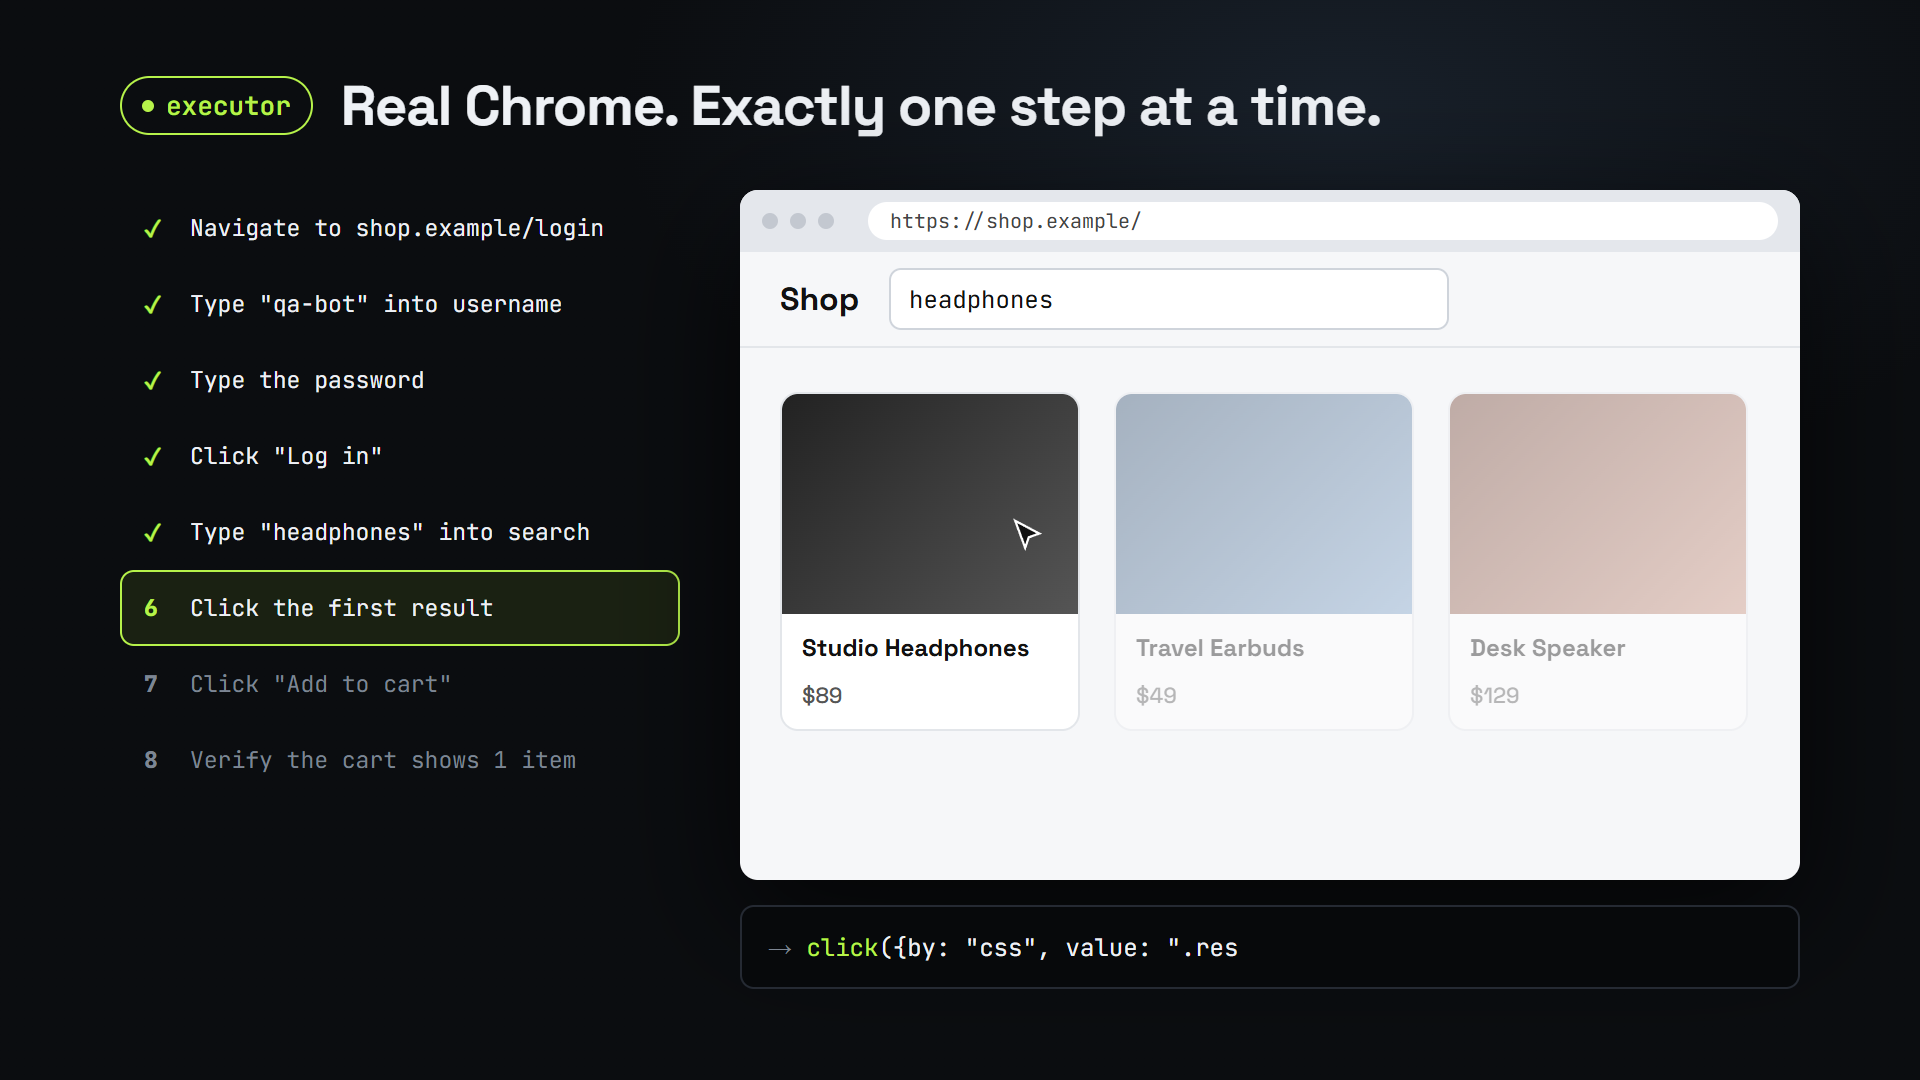 executor
Real Chrome. Exactly one step at a time.
✓ Navigate to shop.example/login
✓ Type "qa-bot" into username
✓ Type the password
✓ Click "Log in"
✓ Type "headphones" into search
6 Click the first result
7 Click "Add to cart"
8 Verify the cart shows 1 item
https://shop.example/
Shop
headphones
Studio Headphones
$89
Travel Earbuds
$49
Desk Speaker
$129
→ click({by: "css", value: ".res